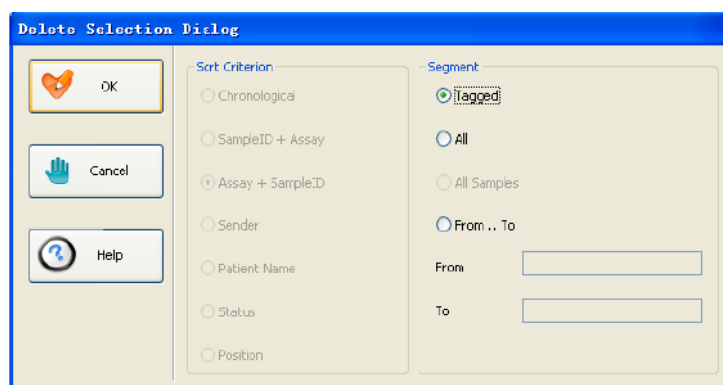 Delete Selection Dialog
OK
Cancel
Help
Sort Criterion
Chronological
SampleID + Assay
Assay + SampleID
Sender
Patient Name
Status
Position
Segment
Tagged
All
All Samples
From .. To
From
To